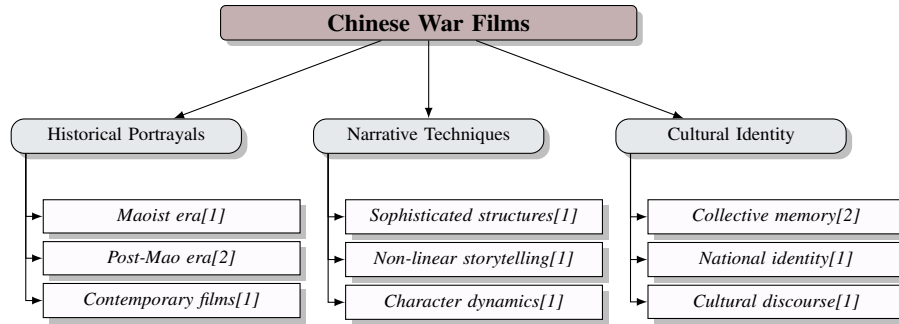 Chinese War Films
Historical Portrayals
Narrative Techniques
Cultural Identity
Maoist era[1]
Sophisticated structures[1]
Collective memory[2]
Post-Mao era[2]
Non-linear storytelling[1]
National identity[1]
Contemporary films[1]
Character dynamics[1]
Cultural discourse[1]